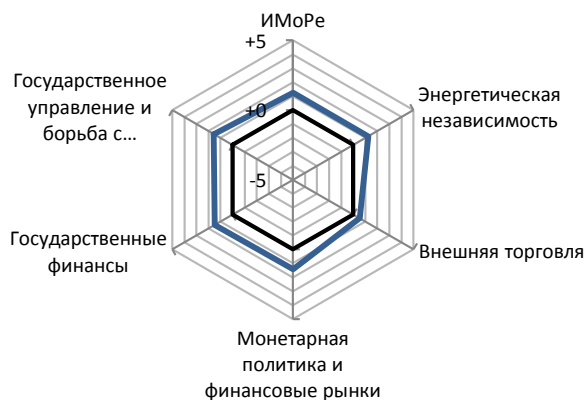 ИМоРе
+5
Государственное
управление и
борьба с...
Энергетическая
независимость
+0
-5
Государственные
финансы
Внешняя торговля
Монетарная
политика и
финансовые рынки